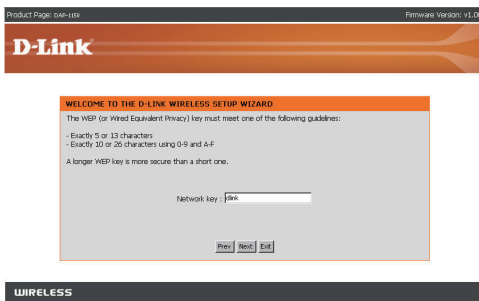 Product Page: DAP-1150
Firmware Version: v1.00
D-Link
WELCOME TO THE D-LINK WIRELESS SETUP WIZARD
The WEP (or Wired Equivalent Privacy) key must meet one of the following guidelines:
- Exactly 5 or 13 characters
- Exactly 10 or 26 characters using 0-9 and A-F
A longer WEP key is more secure than a short one.
Network key : dlink
Prev Next Exit
WIRELESS